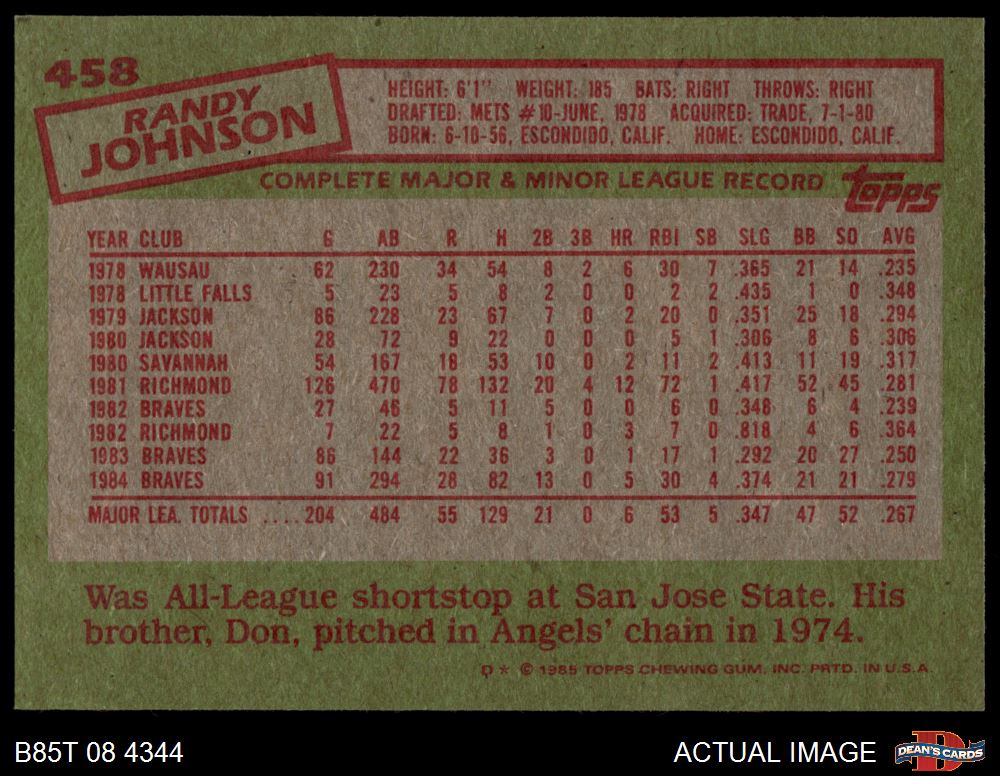 458
RANDY
JOHNSON
HEIGHT: 6'1" WEIGHT: 185 BATS: RIGHT THROWS: RIGHT
DRAFTED: METS #10-JUNE, 1978 ACQUIRED: TRADE, 7-1-80
BORN: 6-10-56, ESCONDIDO, CALIF. HOME: ESCONDIDO, CALIF.
COMPLETE MAJOR & MINOR LEAGUE RECORD topps
YEAR CLUB G AB R H 2B 3B HR RBI SB SLG BB SO AVG
1978 WAUSAU 62 230 34 54 8 2 6 30 7 .365 21 14 .235
1978 LITTLE FALLS 5 23 5 8 2 0 0 2 2 .435 1 0 .348
1979 JACKSON 86 228 23 67 7 0 2 20 0 .351 25 18 .294
1980 JACKSON 28 72 9 22 0 0 0 5 1 .306 8 6 .306
1980 SAVANNAH 54 167 18 53 10 0 2 11 2 .413 11 19 .317
1981 RICHMOND 126 470 78 132 20 4 12 72 1 .417 52 45 .281
1982 BRAVES 27 46 5 11 5 0 0 6 0 .348 6 4 .239
1982 RICHMOND 7 22 5 8 1 0 3 7 0 .818 4 6 .364
1983 BRAVES 86 144 22 36 3 0 1 17 1 .292 20 27 .250
1984 BRAVES 91 294 28 82 13 0 5 30 4 .374 21 21 .279
MAJOR LEA. TOTALS ....204 484 55 129 21 0 6 53 5 .347 47 52 .267
Was All-League shortstop at San Jose State. His
brother, Don, pitched in Angels' chain in 1974.
D * © 1985 TOPPS CHEWING GUM, INC. PRTD. IN U.S.A.
B85T 08 4344 ACTUAL IMAGE DEAN'S CARDS